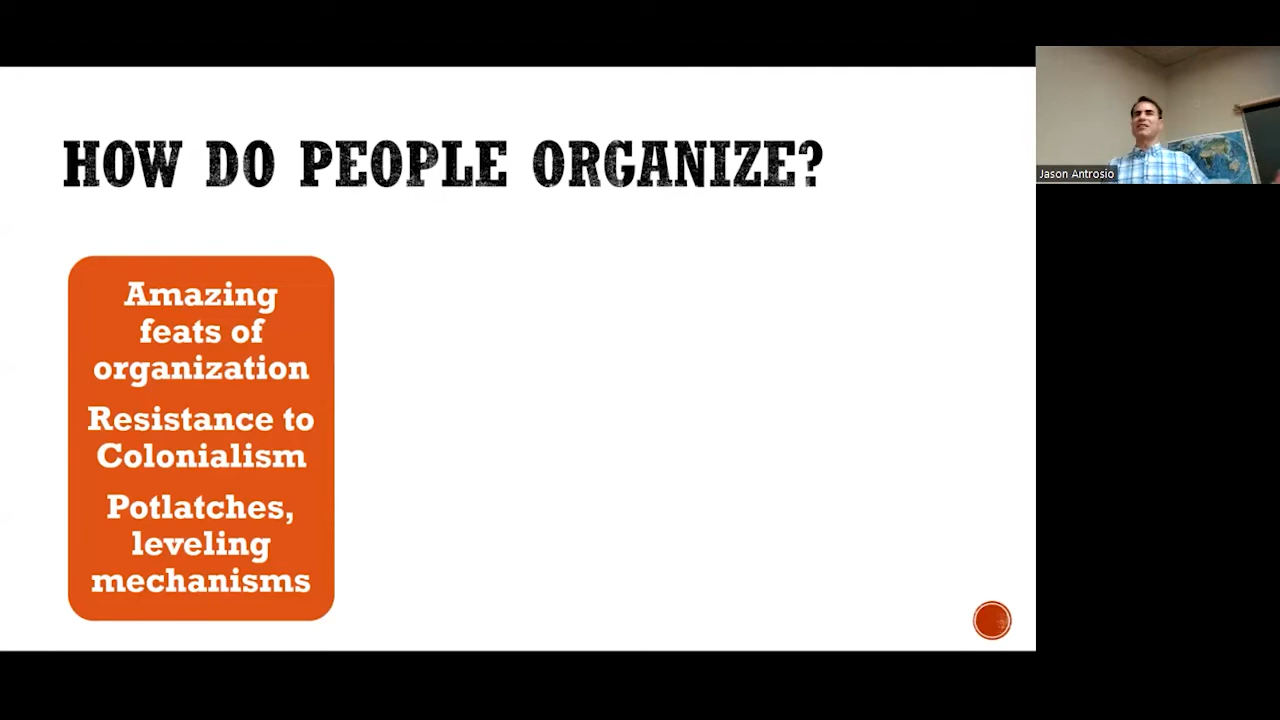 HOW DO PEOPLE ORGANIZE?
Amazing
feats of
organization
Resistance to
Colonialism
Potlatches,
leveling
mechanisms
Jason Antrosio